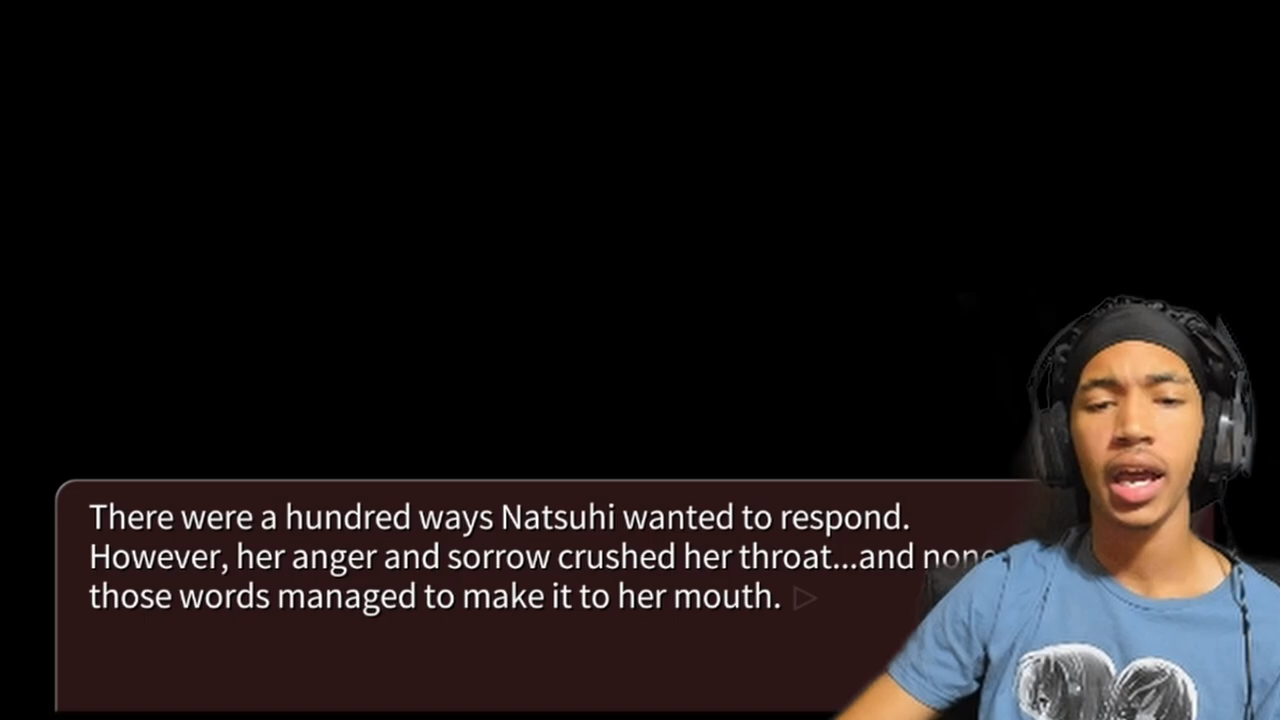 There were a hundred ways Natsuhi wanted to respond.
However, her anger and sorrow crushed her throat...and none
those words managed to make it to her mouth.